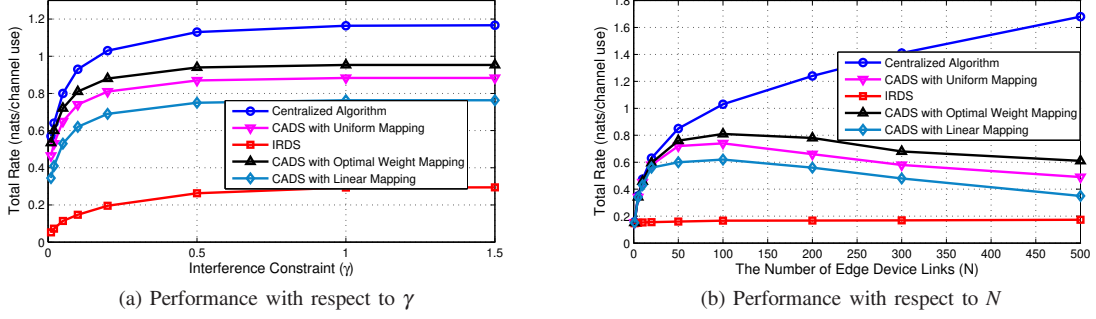 1.2
1
0.8
0.6
0.4
0.2
0
Total Rate (nats/channel use)
Centralized Algorithm
CADS with Uniform Mapping
IRDS
CADS with Optimal Weight Mapping
CADS with Linear Mapping
0 0.5 1 1.5
Interference Constraint (γ)
(a) Performance with respect to γ
1.8
1.6
1.4
1.2
1
0.8
0.6
0.4
0.2
0
Total Rate (nats/channel use)
Centralized Algorithm
CADS with Uniform Mapping
IRDS
CADS with Optimal Weight Mapping
CADS with Linear Mapping
0 50 100 150 200 250 300 350 400 450 500
The Number of Edge Device Links (N)
(b) Performance with respect to N